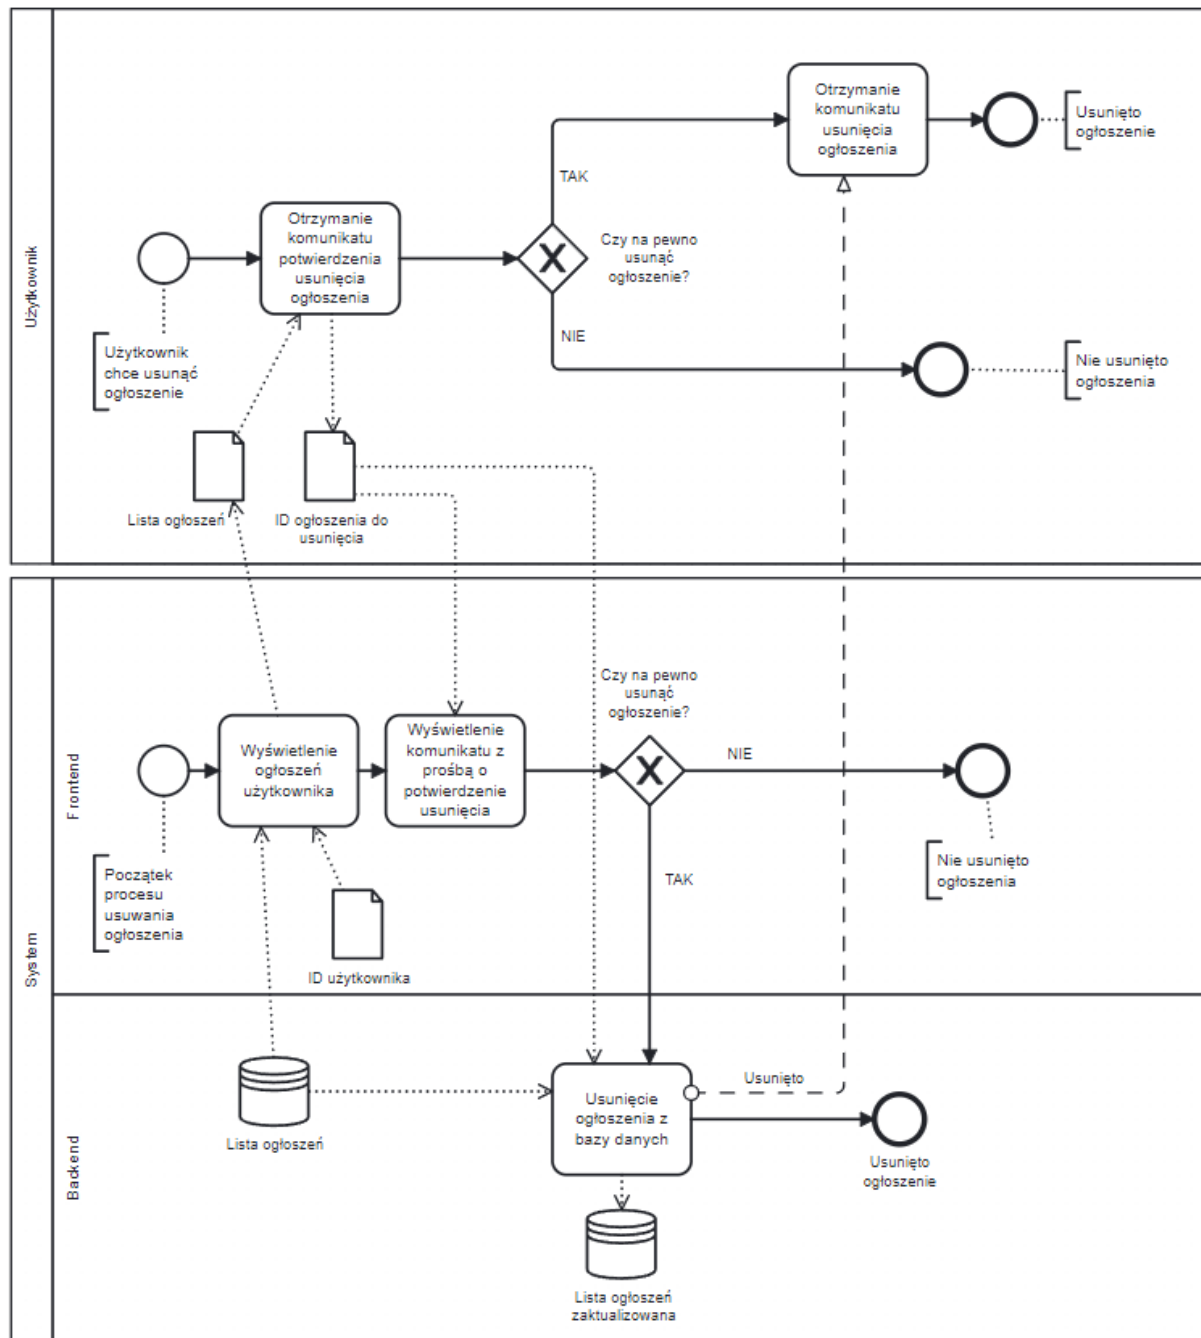 Użytkownik
Otrzymanie
komunikatu
usunięcia
ogłoszenia
Usunięto
ogłoszenie
TAK
Otrzymanie
komunikatu
potwierdzenia
usunięcia
ogłoszenia
Czy na pewno
usunąć
ogłoszenie?
NIE
Użytkownik
chce usunąć
ogłoszenie
Nie usunięto
ogłoszenia
Lista ogłoszeń
ID ogłoszenia do
usunięcia
System
Frontend
Czy na pewno
usunąć
ogłoszenie?
Wyświetlenie
ogłoszeń
użytkownika
Wyświetlenie
komunikatu z
prośbą o
potwierdzenie
usunięcia
NIE
TAK
Początek
procesu
usuwania
ogłoszenia
Nie usunięto
ogłoszenia
ID użytkownika
Backend
Lista ogłoszeń
Usunięcie
ogłoszenia z
bazy danych
Usunięto
Usunięto
ogłoszenie
Lista ogłoszeń
zaktualizowana